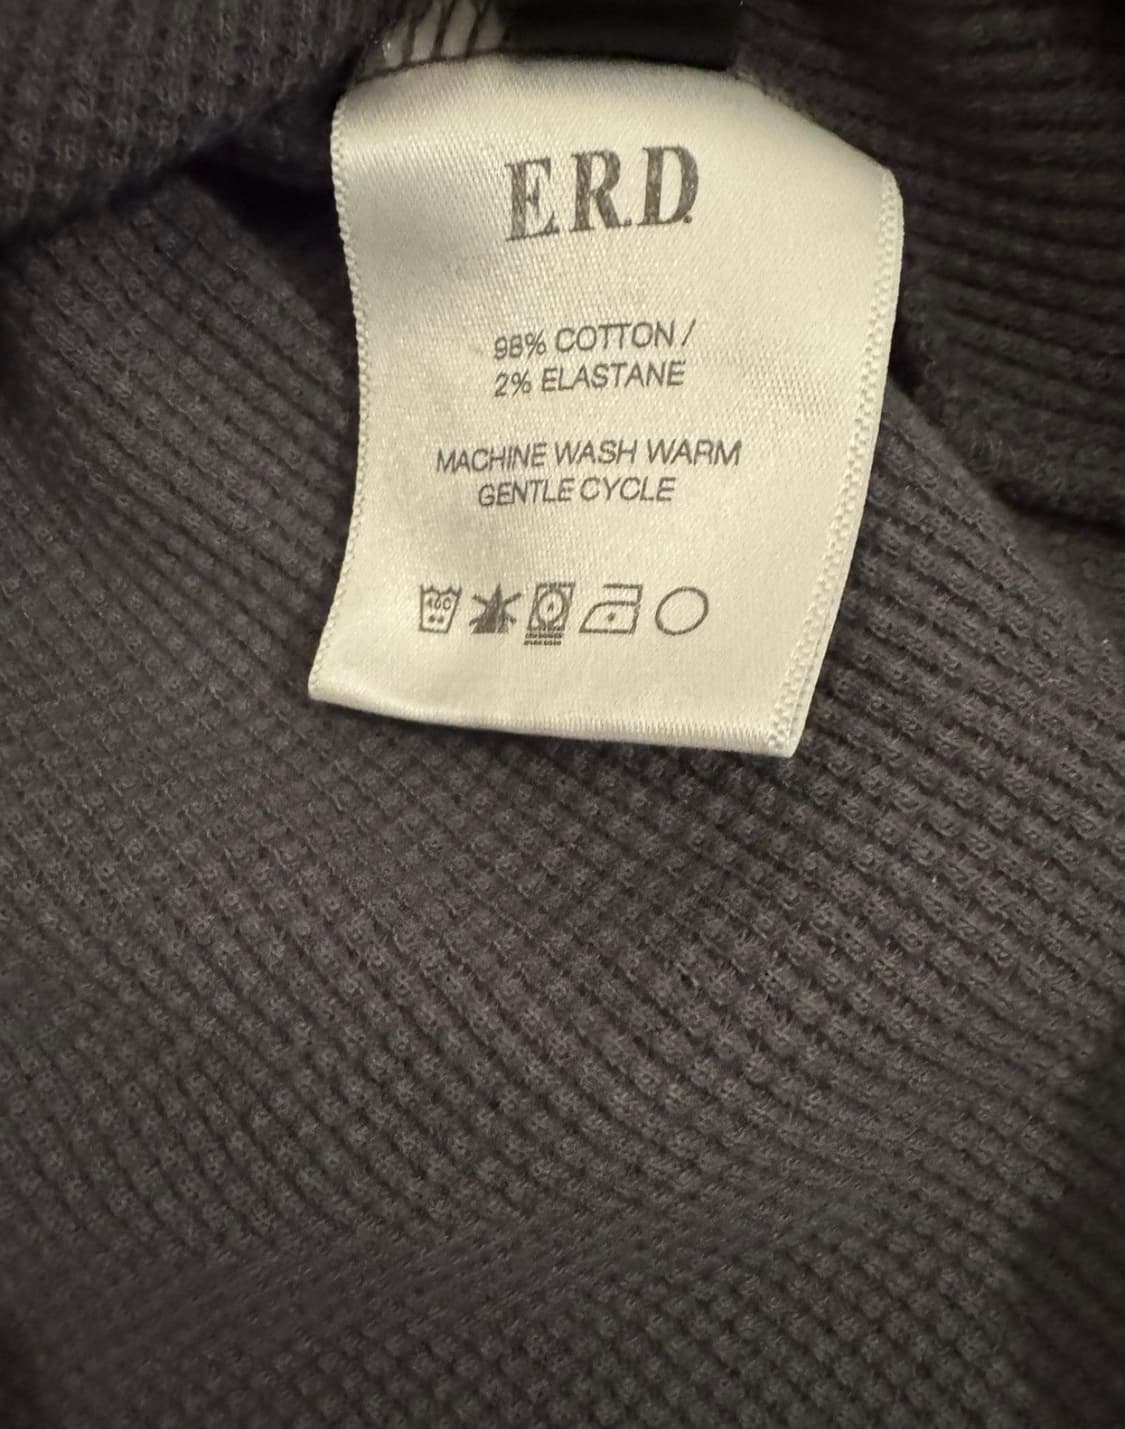 E.R.D.
98% COTTON /
2% ELASTANE
MACHINE WASH WARM
GENTLE CYCLE